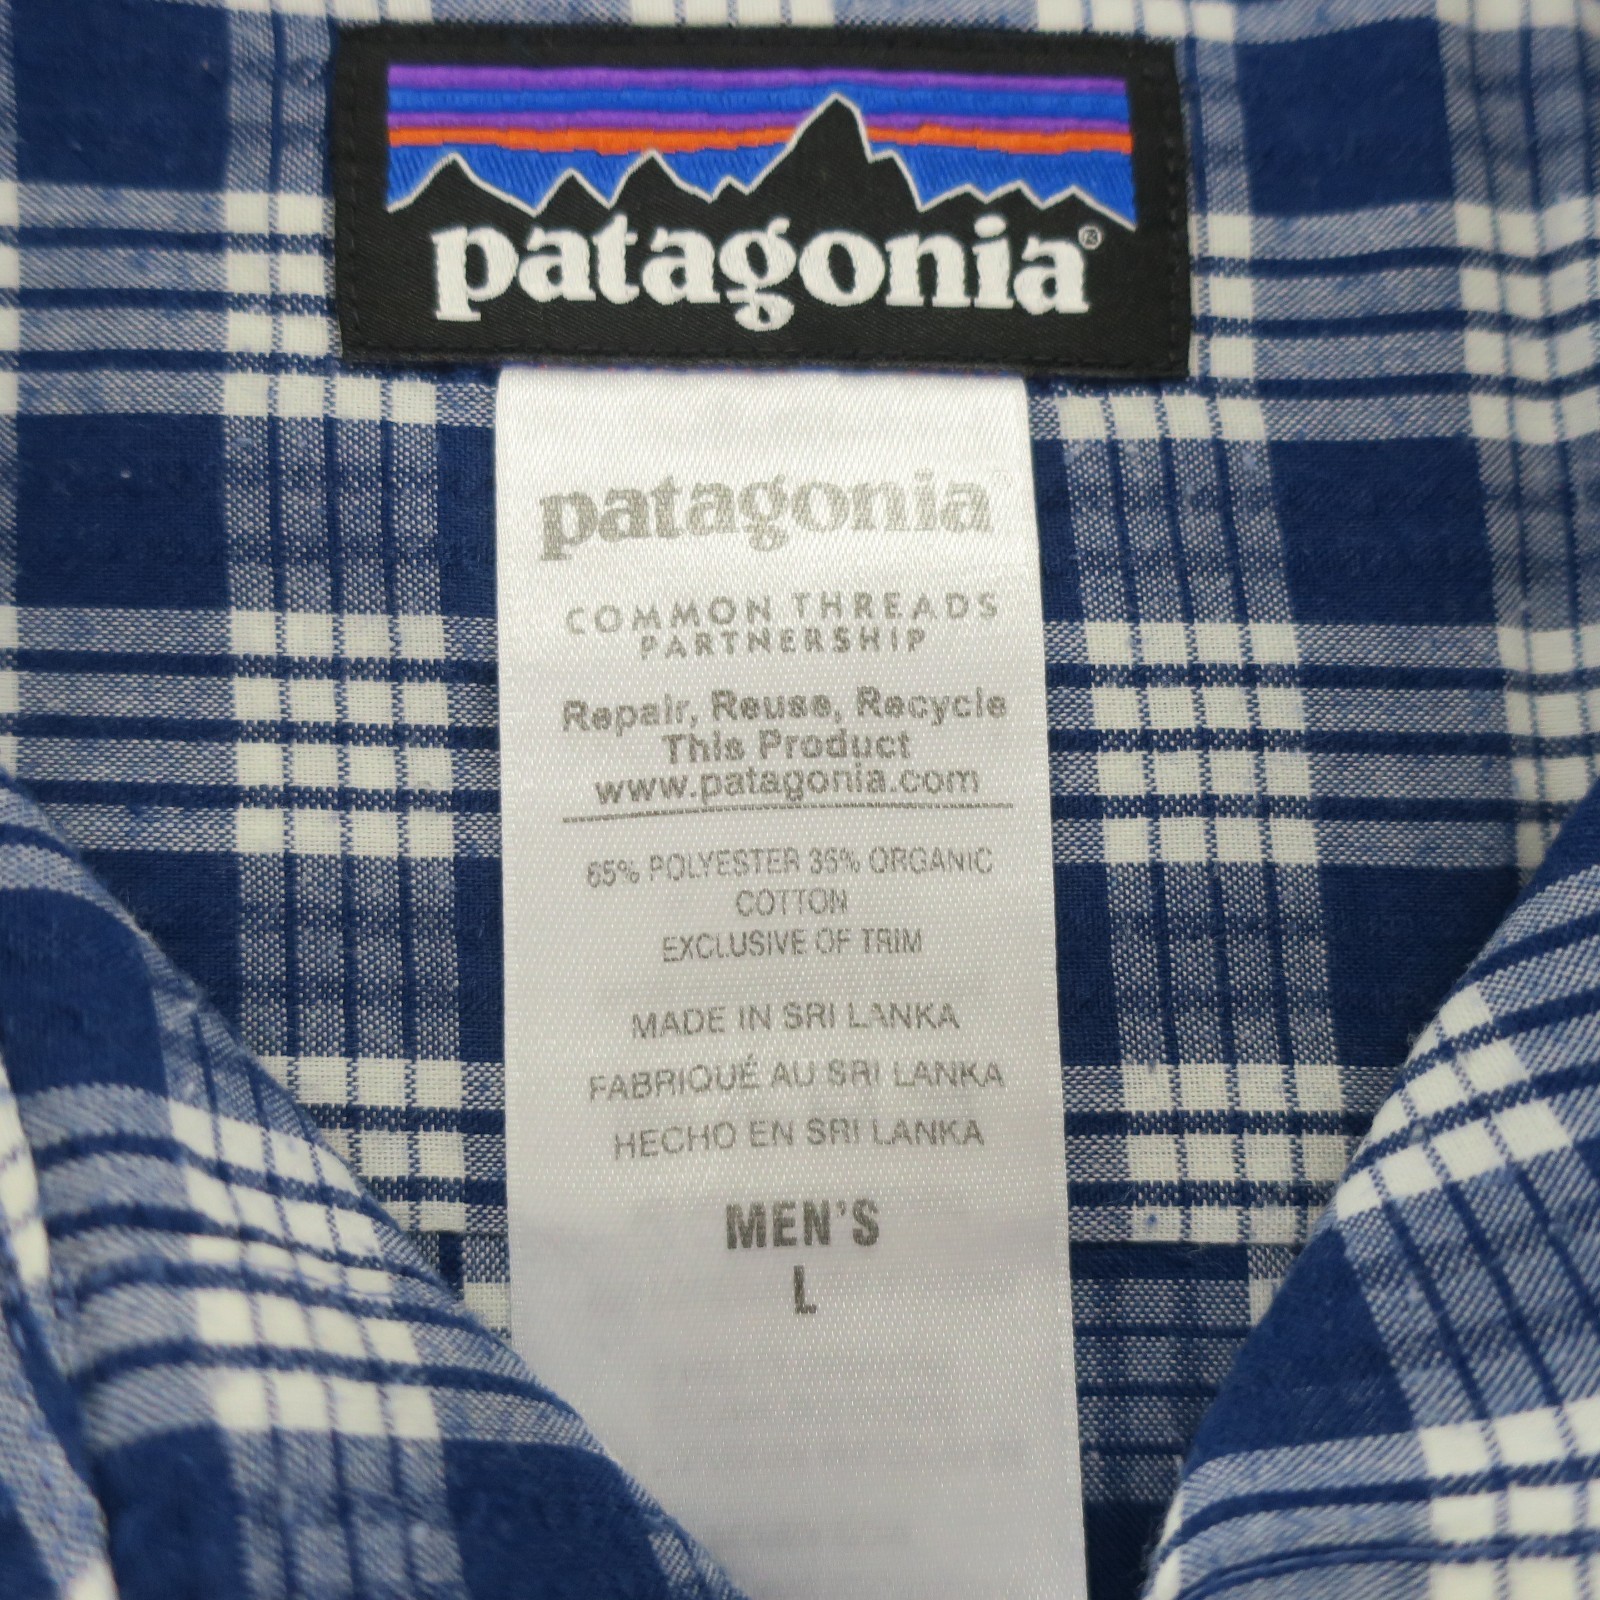 patagonia®
patagonia
COMMON THREADS
PARTNERSHIP
Repair, Reuse, Recycle
This Product
www.patagonia.com
65% POLYESTER 35% ORGANIC
COTTON
EXCLUSIVE OF TRIM
MADE IN SRI LANKA
FABRIQUÉ AU SRI LANKA
HECHO EN SRI LANKA
MEN'S
L